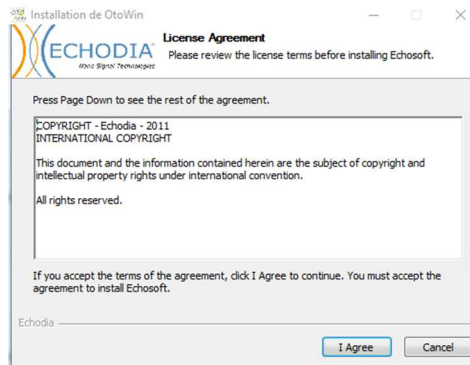 Installation de OtoWin
ECHODIA
License Agreement
Please review the license terms before installing Echosoft.
Press Page Down to see the rest of the agreement.
COPYRIGHT - Echodia - 2011
INTERNATIONAL COPYRIGHT
This document and the information contained herein are the subject of copyright and
intellectual property rights under international convention.
All rights reserved.
If you accept the terms of the agreement, click I Agree to continue. You must accept the
agreement to install Echosoft.
Echodia
I Agree
Cancel